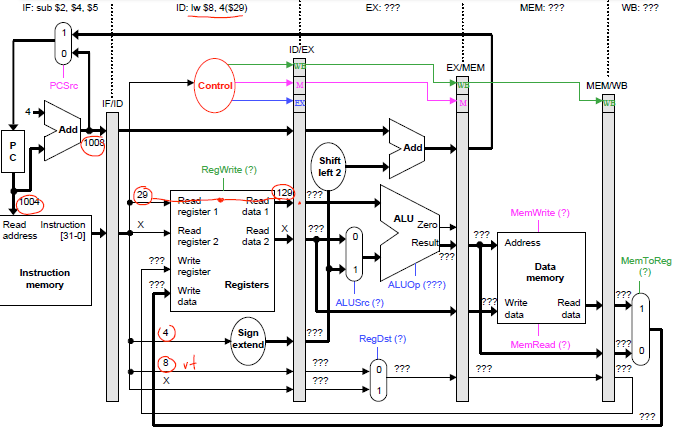 IF: sub $2, $4, $5
ID: lw $8, 4($29)
EX: ???
MEM: ???
WB: ???
1
0
PCSrc
4
Add
1008
P
C
1004
IF/ID
Read
address
Instruction
[31-0]
Instruction
memory
Control
ID/EX
WB
M
EX
EX/MEM
WB
M
MEM/WB
WB
RegWrite (?)
29
129
Read
register 1
Read
data 1
X
Read
register 2
Read
data 2
X
???
Write
register
???
Write
data
Registers
4
Sign
extend
8
rt
X
???
???
???
???
???
Shift
left 2
Add
0
1
ALUSrc (?)
ALU
Zero
Result
???
ALUOp (???)
RegDst (?)
0
1
???
???
???
???
MemWrite (?)
Address
Data
memory
Write
data
Read
data
MemRead (?)
MemToReg
(?)
???
???
1
0
???
???